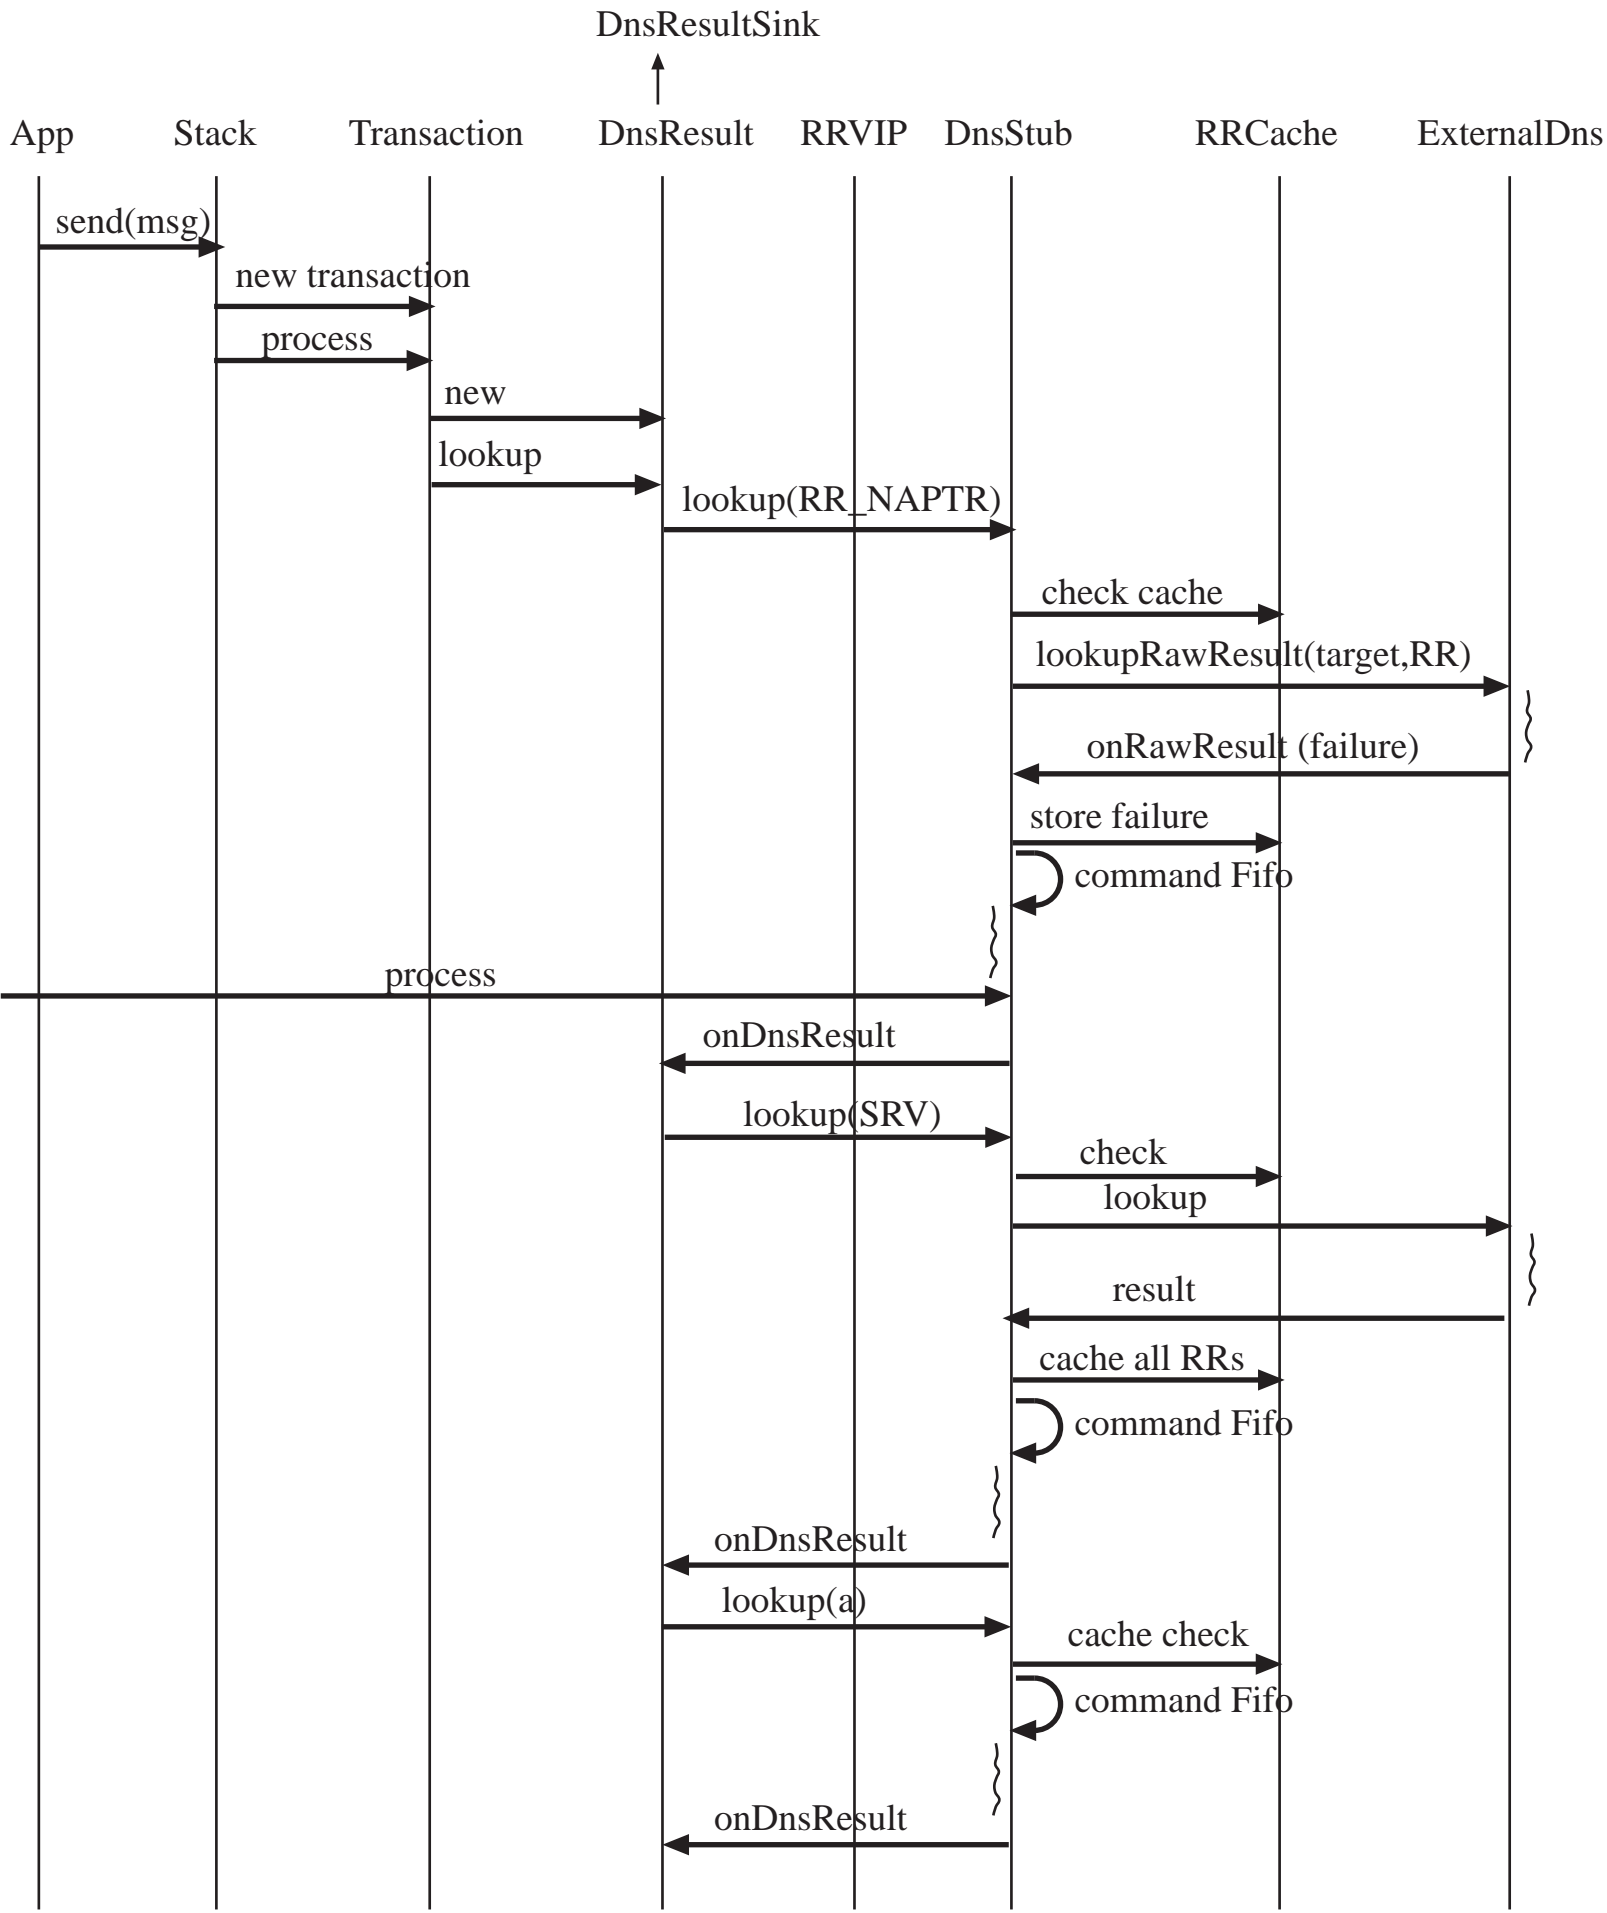 DnsResultSink
App Stack Transaction DnsResult RRVIP DnsStub RRCache ExternalDns
send(msg)
new transaction
process
new
lookup
lookup(RR_NAPTR)
check cache
lookupRawResult(target,RR)
onRawResult (failure)
store failure
command Fifo
process
onDnsResult
lookup(SRV)
check
lookup
result
cache all RRs
command Fifo
onDnsResult
lookup(a)
cache check
command Fifo
onDnsResult